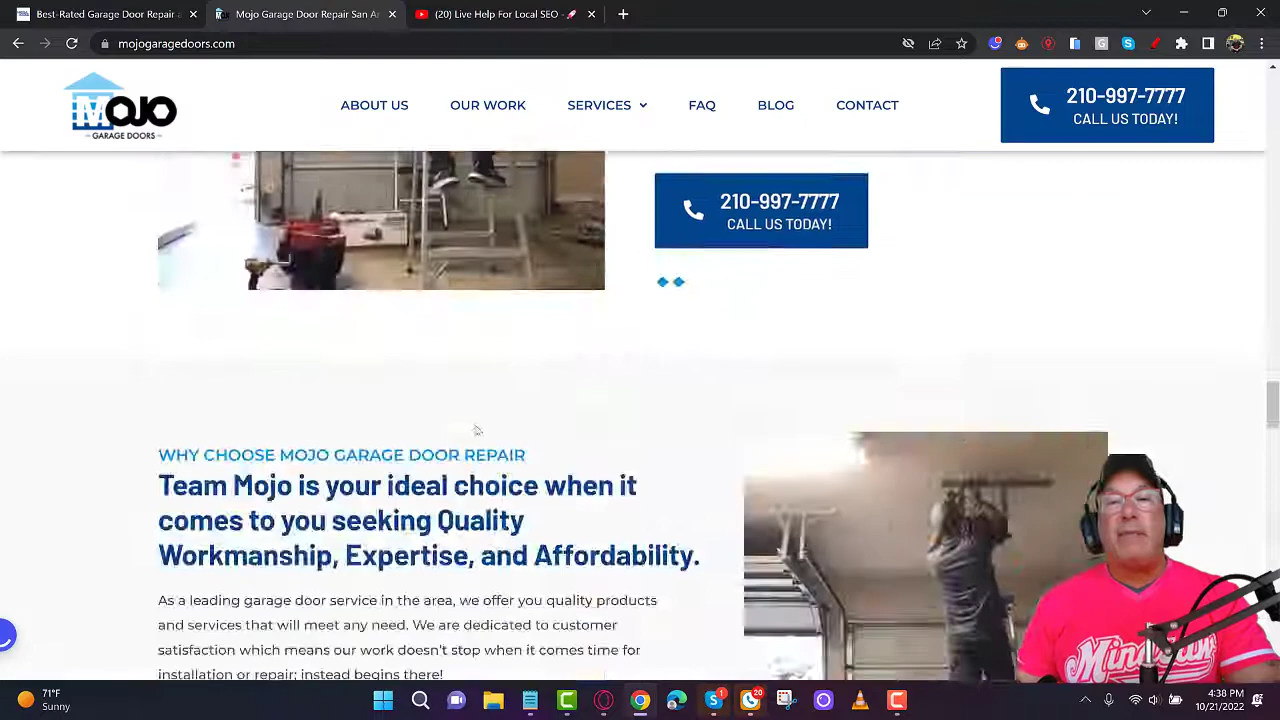 Best-Rated Garage Door Repair
Mojo Garage Door Repair San A
(20) Live Help For Local SEO - 🚀
mojogaragedoors.com
MOJO
GARAGE DOORS
ABOUT US
OUR WORK
SERVICES
FAQ
BLOG
CONTACT
210-997-7777
CALL US TODAY!
210-997-7777
CALL US TODAY!
WHY CHOOSE MOJO GARAGE DOOR REPAIR
Team Mojo is your ideal choice when it
comes to you seeking Quality
Workmanship, Expertise, and Affordability.
As a leading garage door service in the area, we offer you quality products
and services that will meet any need. We are dedicated to customer
satisfaction which means our work doesn't stop when it comes time for
installation or repair, instead being there!
71°F
Sunny
1
20
4:38 PM
10/21/2022